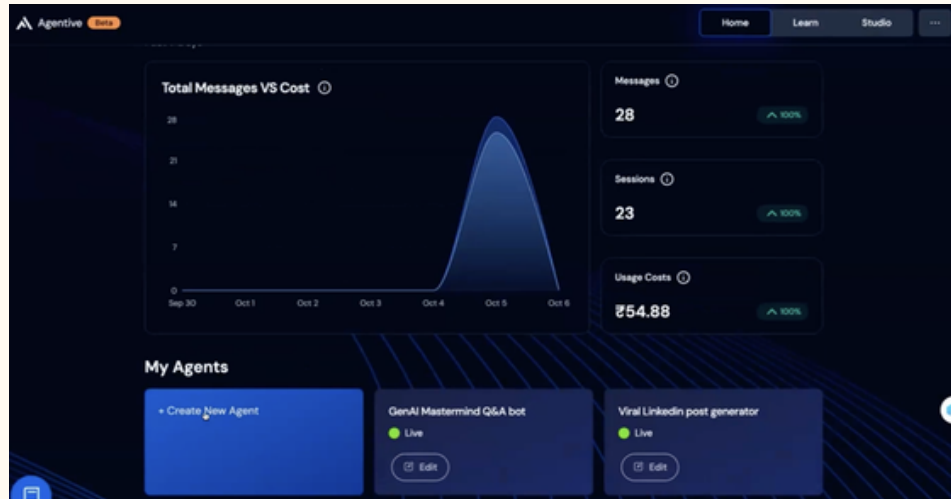 Agentive Beta
Home Learn Studio
Total Messages VS Cost
28
21
14
7
0
Sep 30 Oct 1 Oct 2 Oct 3 Oct 4 Oct 5 Oct 6
Messages
28 100%
Sessions
23 100%
Usage Costs
₹54.88 100%
My Agents
+ Create New Agent
GenAI Mastermind Q&A bot
Live
Edit
Viral Linkedin post generator
Live
Edit